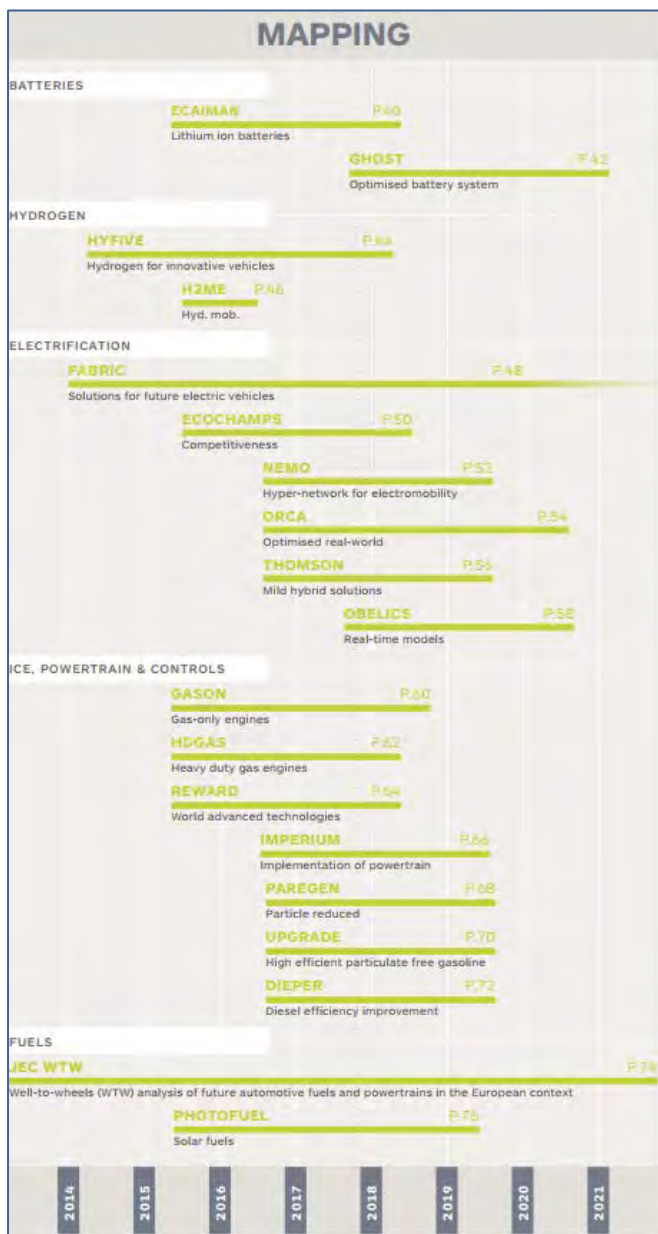 MAPPING
BATTERIES
ECAIMAN P.40
Lithium ion batteries
GHOST P.42
Optimised battery system
HYDROGEN
HYFIVE P.44
Hydrogen for innovative vehicles
H2ME P.46
Hyd. mob.
ELECTRIFICATION
FABRIC P.48
Solutions for future electric vehicles
ECOCHAMPS P.50
Competitiveness
NEMO P.52
Hyper-network for electromobility
ORCA P.54
Optimised real-world
THOMSON P.56
Mild hybrid solutions
OBELICS P.58
Real-time models
ICE, POWERTRAIN & CONTROLS
GASON P.60
Gas-only engines
HDGAS P.62
Heavy duty gas engines
REWARD P.64
World advanced technologies
IMPERIUM P.66
Implementation of powertrain
PAREGEN P.68
Particle reduced
UPGRADE P.70
High efficient particulate free gasoline
DIEPER P.72
Diesel efficiency improvement
FUELS
JEC WTW P.74
Well-to-wheels (WTW) analysis of future automotive fuels and powertrains in the European context
PHOTOFUEL P.76
Solar fuels
2014 2015 2016 2017 2018 2019 2020 2021